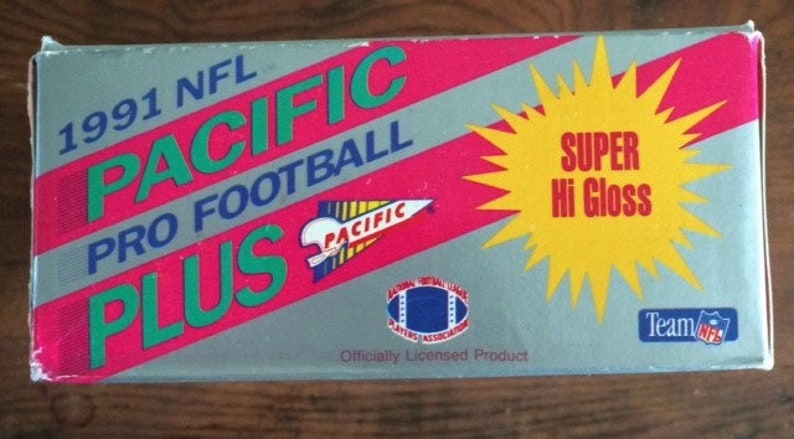 1991 NFL
PACIFIC
PRO FOOTBALL
PLUS
PACIFIC
®
SUPER
Hi Gloss
NATIONAL FOOTBALL LEAGUE
PLAYERS ASSOCIATION
Officially Licensed Product
Team NFL